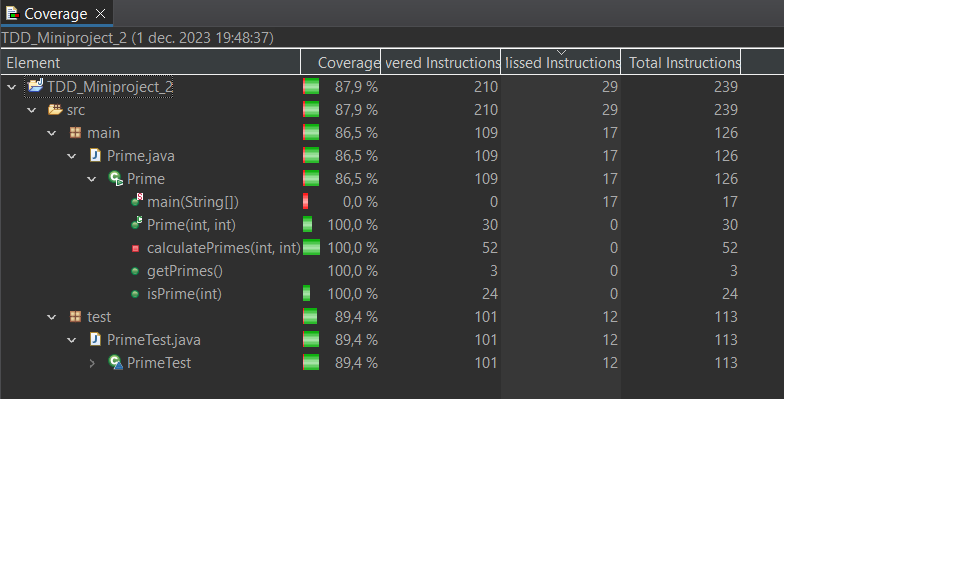 Coverage
TDD_Miniproject_2 (1 dec. 2023 19:48:37)
Element Coverage vered Instructions lissed Instructions Total Instructions
TDD_Miniproject_2 87,9 % 210 29 239
src 87,9 % 210 29 239
main 86,5 % 109 17 126
Prime.java 86,5 % 109 17 126
Prime 86,5 % 109 17 126
main(String[]) 0,0 % 0 17 17
Prime(int, int) 100,0 % 30 0 30
calculatePrimes(int, int) 100,0 % 52 0 52
getPrimes() 100,0 % 3 0 3
isPrime(int) 100,0 % 24 0 24
test 89,4 % 101 12 113
PrimeTest.java 89,4 % 101 12 113
PrimeTest 89,4 % 101 12 113